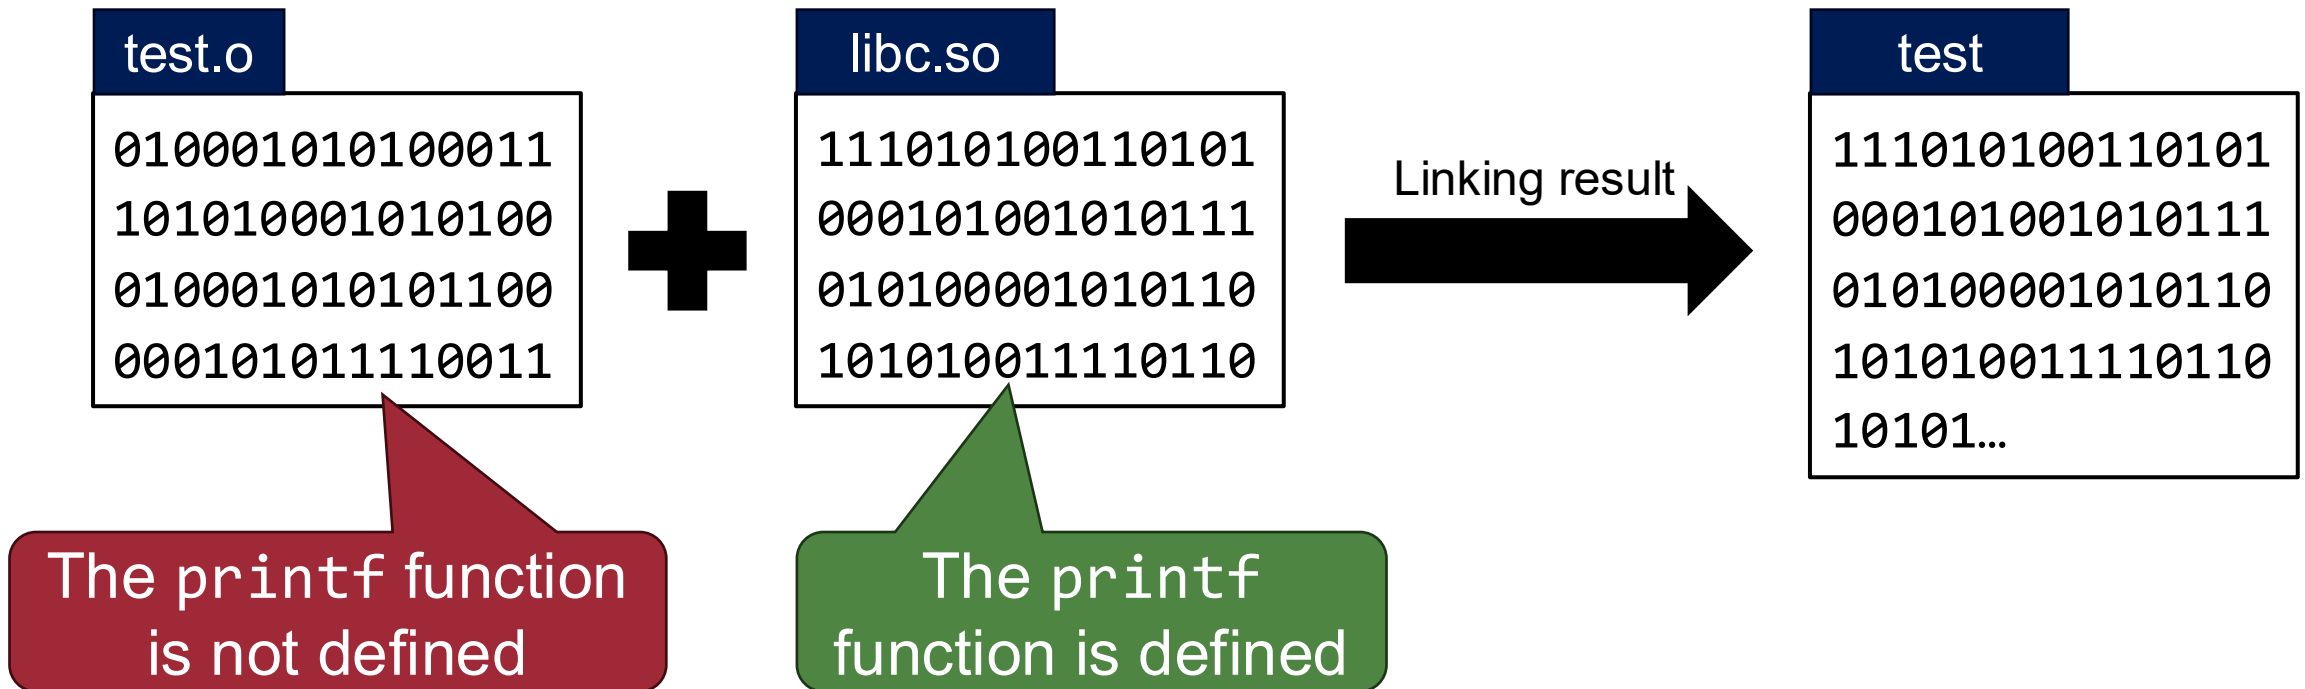 test.o
010001010100011
101010001010100
010001010101100
000101011110011
The printf function
is not defined
libc.so
111010100110101
000101001010111
010100001010110
101010011110110
The printf
function is defined
Linking result
test
111010100110101
000101001010111
010100001010110
101010011110110
10101…